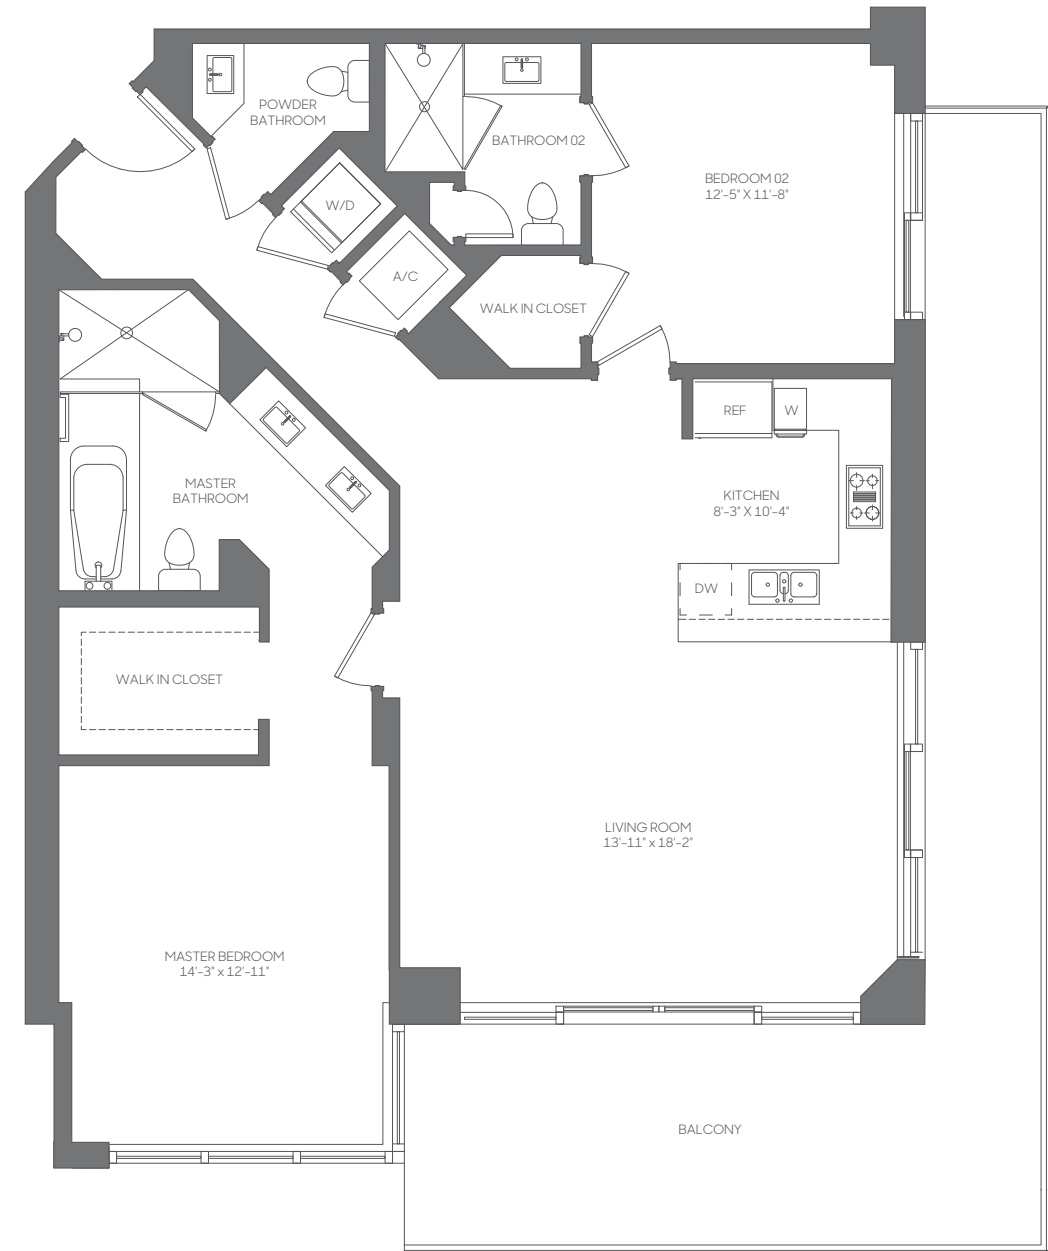 POWDER
BATHROOM
BATHROOM 02
BEDROOM 02
12'-5" X 11'-8"
W/D
A/C
WALK IN CLOSET
REF
W
MASTER
BATHROOM
KITCHEN
8'-3" X 10'-4"
DW
WALK IN CLOSET
LIVING ROOM
13'-11" x 18'-2"
MASTER BEDROOM
14'-3" x 12'-11"
BALCONY